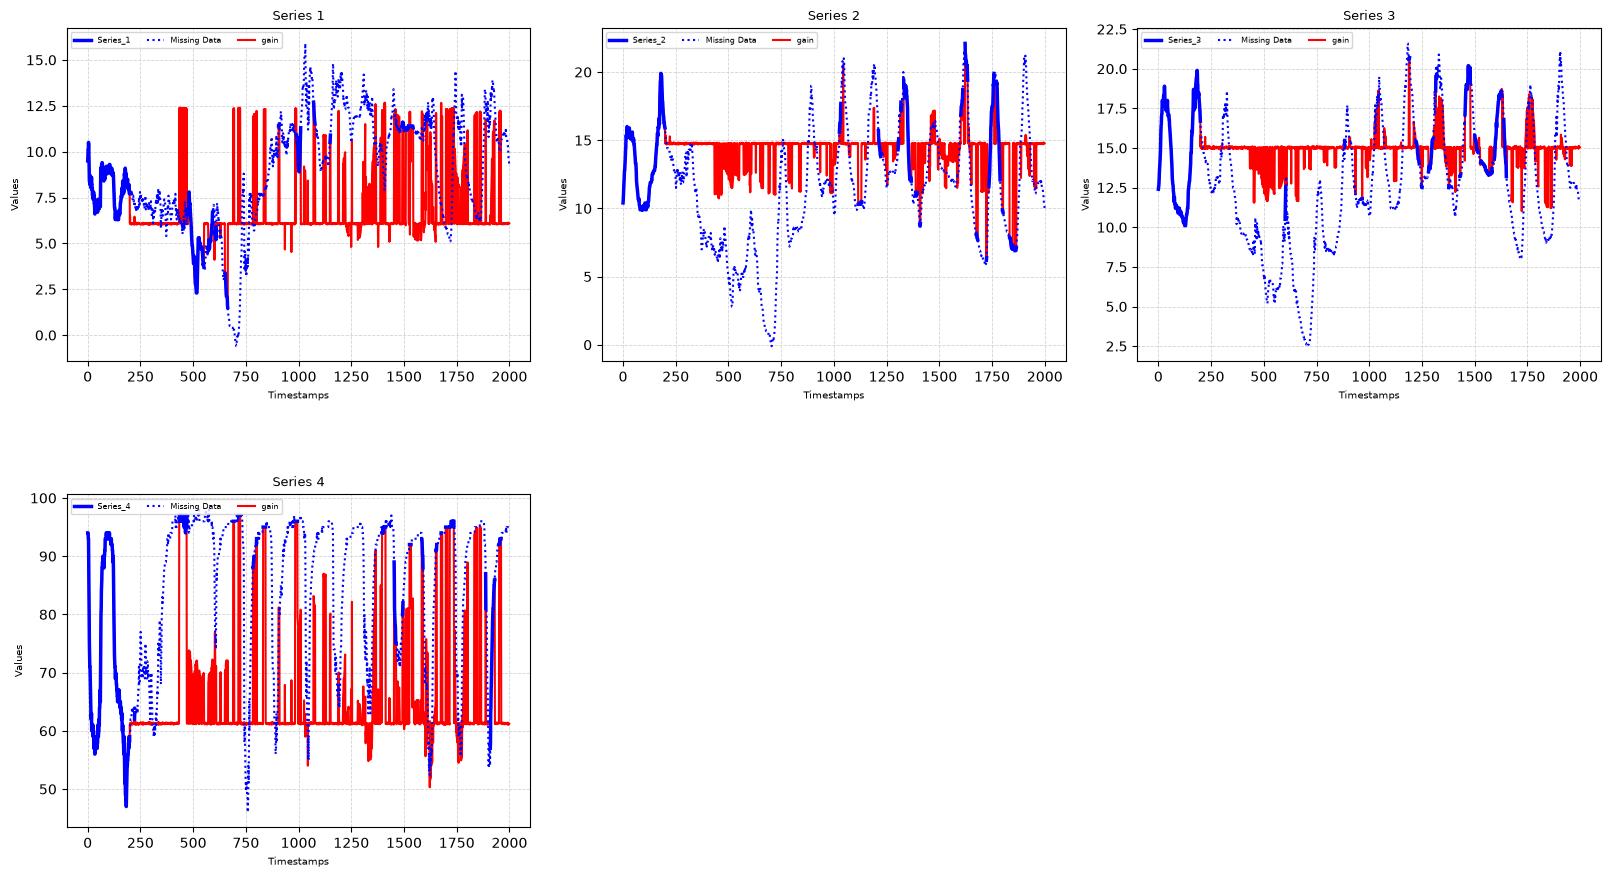 Series 1
Series_1 Missing Data gain
15.0
12.5
10.0
7.5
5.0
2.5
0.0
Values
0 250 500 750 1000 1250 1500 1750 2000
Timestamps
Series 2
Series_2 Missing Data gain
20
15
10
5
0
Values
0 250 500 750 1000 1250 1500 1750 2000
Timestamps
Series 3
Series_3 Missing Data gain
22.5
20.0
17.5
15.0
12.5
10.0
7.5
5.0
2.5
Values
0 250 500 750 1000 1250 1500 1750 2000
Timestamps
Series 4
Series_4 Missing Data gain
100
90
80
70
60
50
Values
0 250 500 750 1000 1250 1500 1750 2000
Timestamps